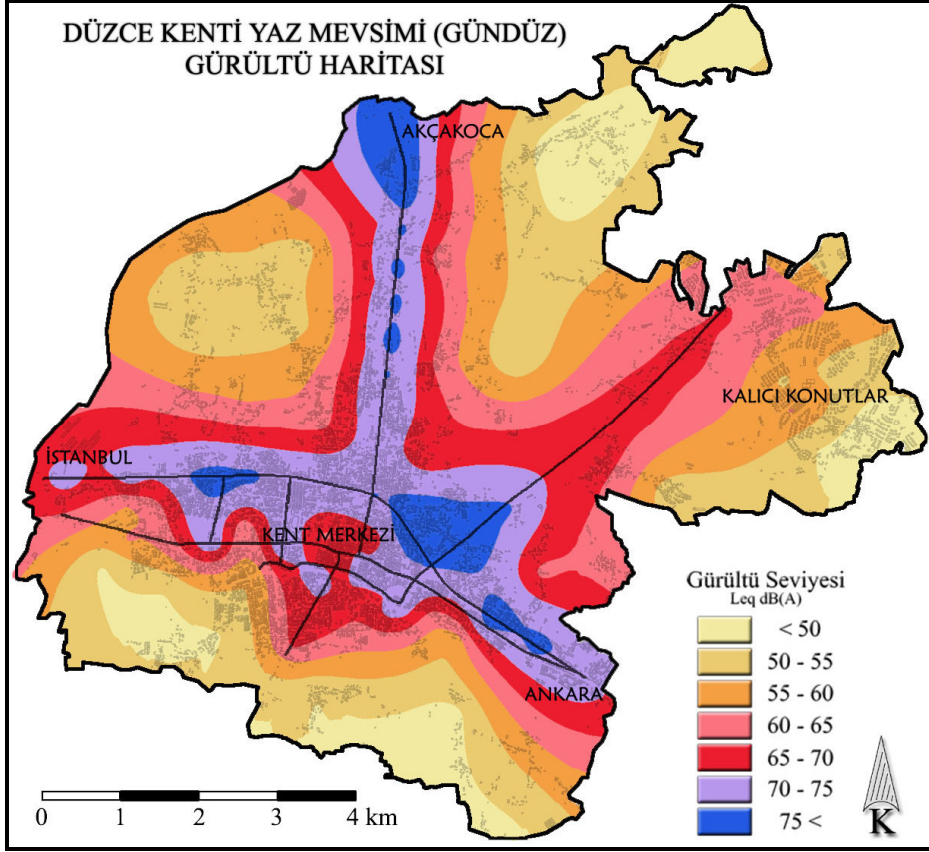 DÜZCE KENTİ YAZ MEVSİMİ (GÜNDÜZ)
GÜRÜLTÜ HARİTASI
AKÇAKOCA
KALICI KONUTLAR
İSTANBUL
KENT MERKEZİ
ANKARA
Gürültü Seviyesi
Leq dB(A)
< 50
50 - 55
55 - 60
60 - 65
65 - 70
70 - 75
75 <
0 1 2 3 4 km
K